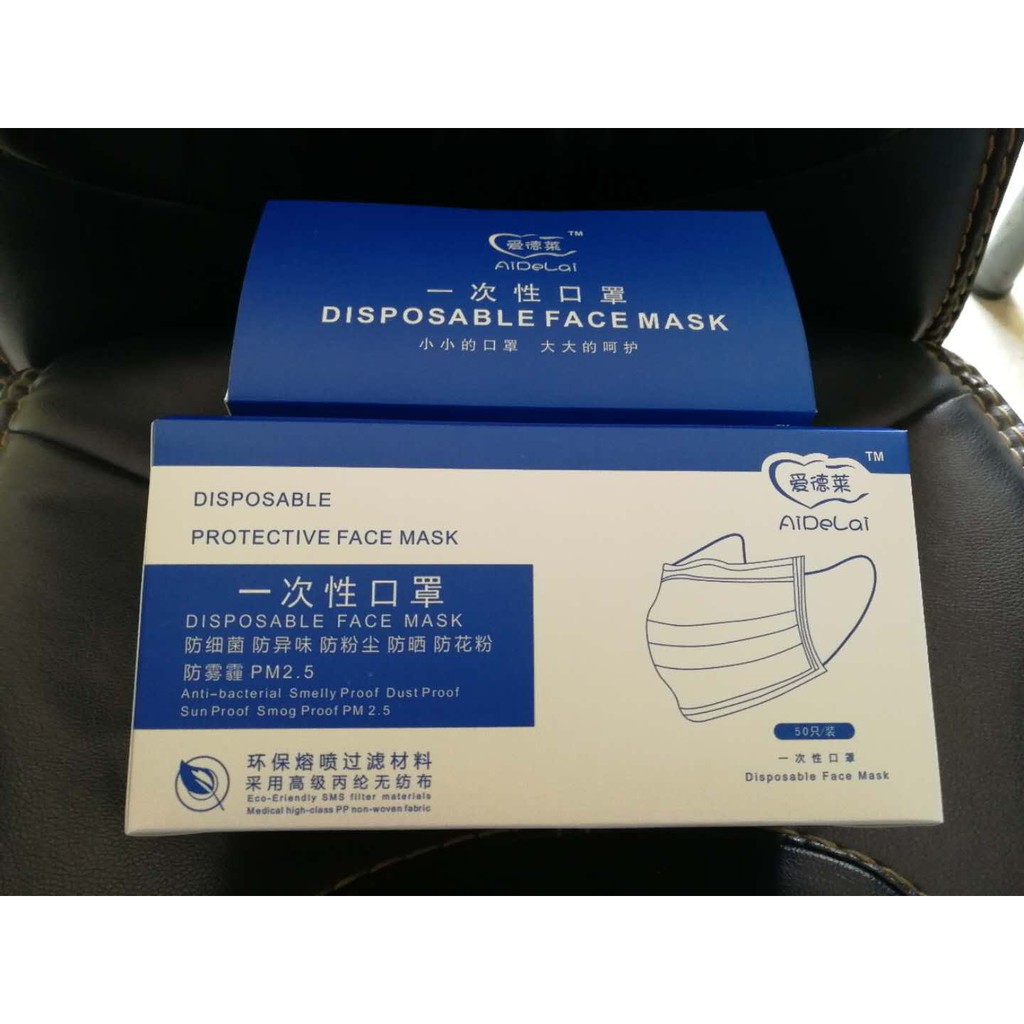 爱德莱 TM
AiDeLai
一次性口罩
DISPOSABLE FACE MASK
小小的口罩 大大的呵护
DISPOSABLE
PROTECTIVE FACE MASK
爱德莱 TM
AiDeLai
一次性口罩
DISPOSABLE FACE MASK
防细菌 防异味 防粉尘 防晒 防花粉
防雾霾 PM2.5
Anti-bacterial Smelly Proof Dust Proof
Sun Proof Smog Proof PM 2.5
50只/装
一次性口罩
Disposable Face Mask
环保熔喷过滤材料
采用高级丙纶无纺布
Eco-Eriendly SMS filter materials
Medical high-class PP non-woven fabric